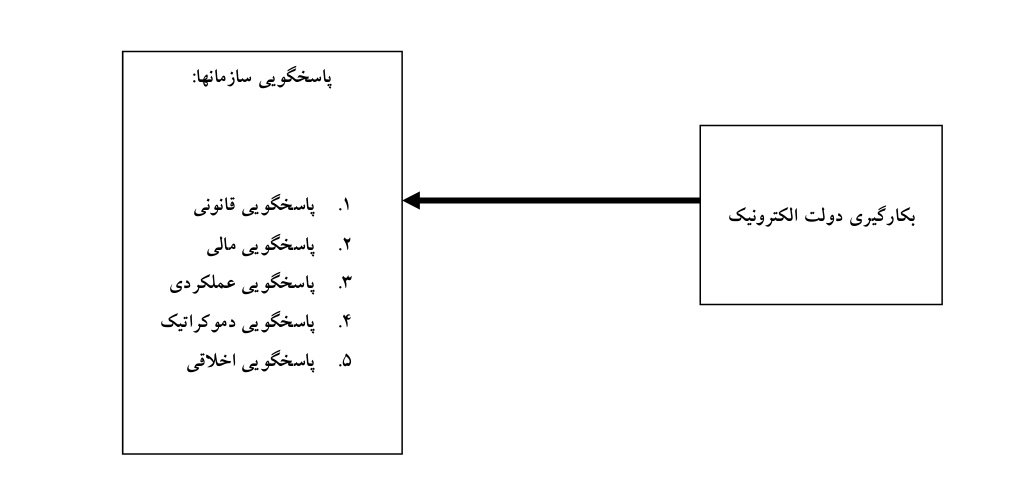 بکارگیری دولت الکترونیک
پاسخگویی سازمانها:
۱. پاسخگویی قانونی
۲. پاسخگویی مالی
۳. پاسخگویی عملکردی
۴. پاسخگویی دموکراتیک
۵. پاسخگویی اخلاقی